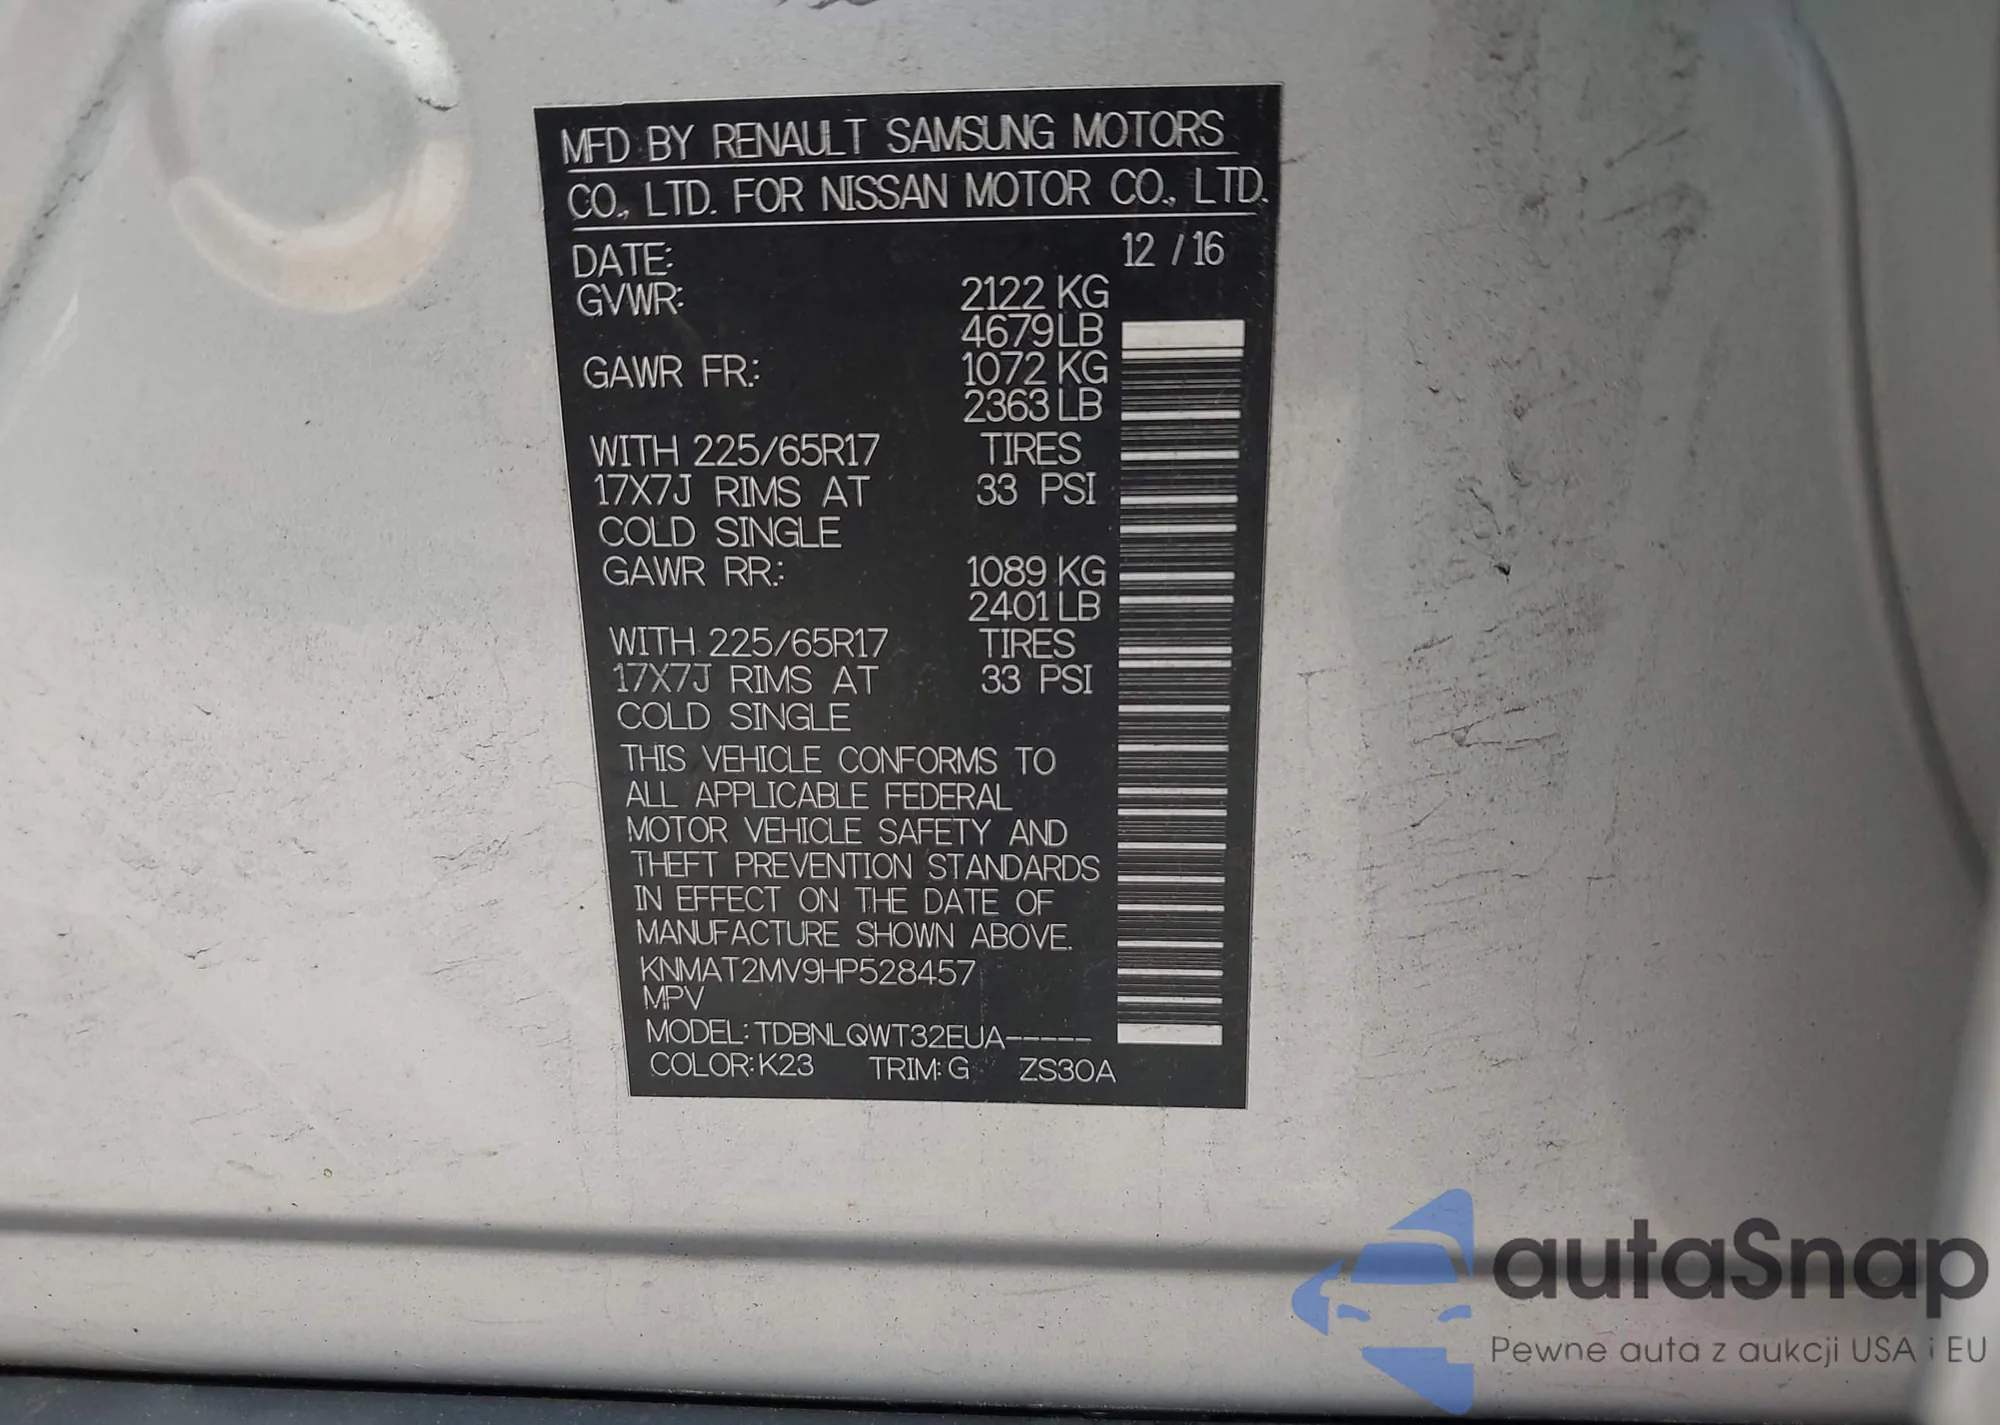 MFD BY RENAULT SAMSUNG MOTORS
CO., LTD. FOR NISSAN MOTOR CO., LTD.
DATE: 12 / 16
GVWR: 2122 KG
4679 LB
GAWR FR.: 1072 KG
2363 LB
WITH 225/65R17 TIRES
17X7J RIMS AT 33 PSI
COLD SINGLE
GAWR RR.: 1089 KG
2401 LB
WITH 225/65R17 TIRES
17X7J RIMS AT 33 PSI
COLD SINGLE
THIS VEHICLE CONFORMS TO
ALL APPLICABLE FEDERAL
MOTOR VEHICLE SAFETY AND
THEFT PREVENTION STANDARDS
IN EFFECT ON THE DATE OF
MANUFACTURE SHOWN ABOVE.
KNMAT2MV9HP528457
MPV
MODEL: TDBNLQWT32EUA-----
COLOR: K23 TRIM: G ZS30A
autaSnap
Pewne auta z aukcji USA i EU